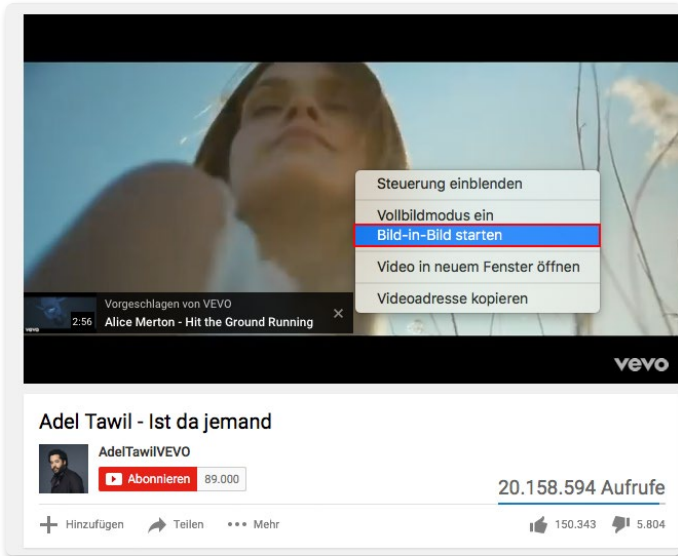 Steuerung einblenden
Vollbildmodus ein
Bild-in-Bild starten
Video in neuem Fenster öffnen
Videoadresse kopieren
Vorgeschlagen von VEVO
2:56 Alice Merton - Hit the Ground Running
vevo
vevo
Adel Tawil - Ist da jemand
AdelTawilVEVO
Abonnieren 89.000
20.158.594 Aufrufe
Hinzufügen Teilen Mehr 150.343 5.804